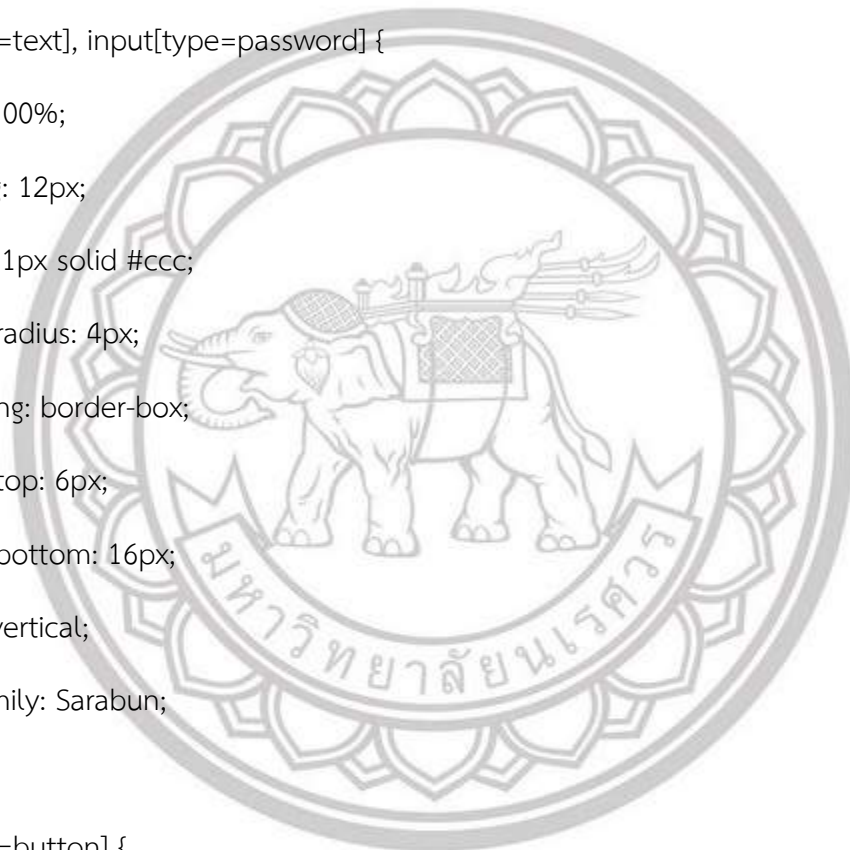 =text], input[type=password] {
00%;
: 12px;
1px solid #ccc;
radius: 4px;
ng: border-box;
top: 6px;
bottom: 16px;
vertical;
nily: Sarabun;
=button] {
มหาวิทยาลัยนเรศวร